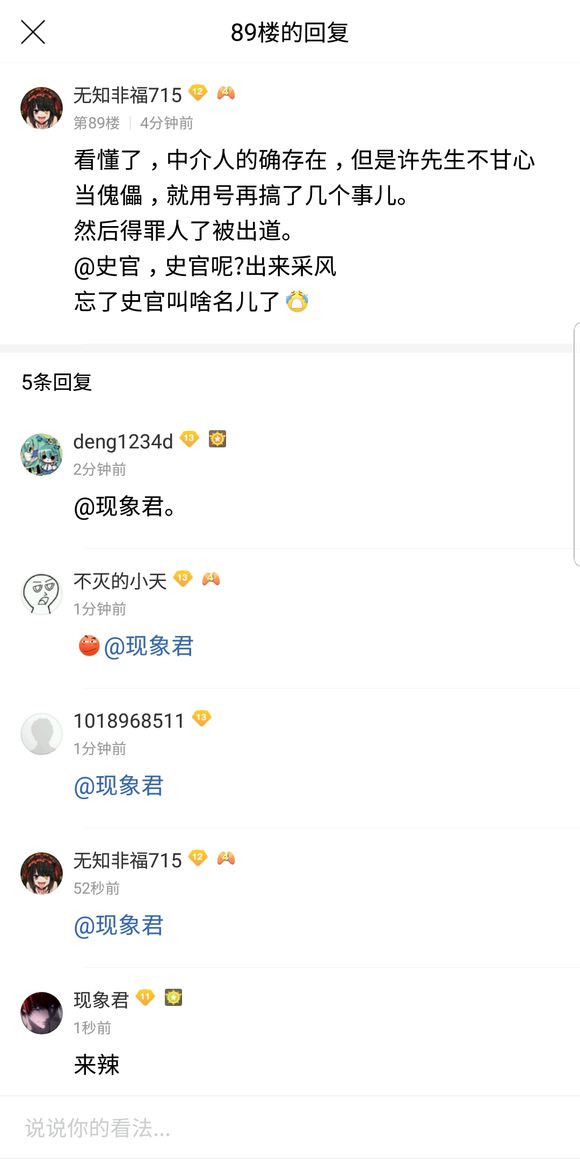 89楼的回复
无知非福715 12 4
第89楼 4分钟前
看懂了，中介人的确存在，但是许先生不甘心
当傀儡，就用号再搞了几个事儿。
然后得罪人了被出道。
@史官，史官呢?出来采风
忘了史官叫啥名儿了
5条回复
deng1234d 13
2分钟前
@现象君。
不灭的小天 13 4
1分钟前
@现象君
1018968511 13
1分钟前
@现象君
无知非福715 12 4
52秒前
@现象君
现象君 11
1秒前
来辣
说说你的看法...